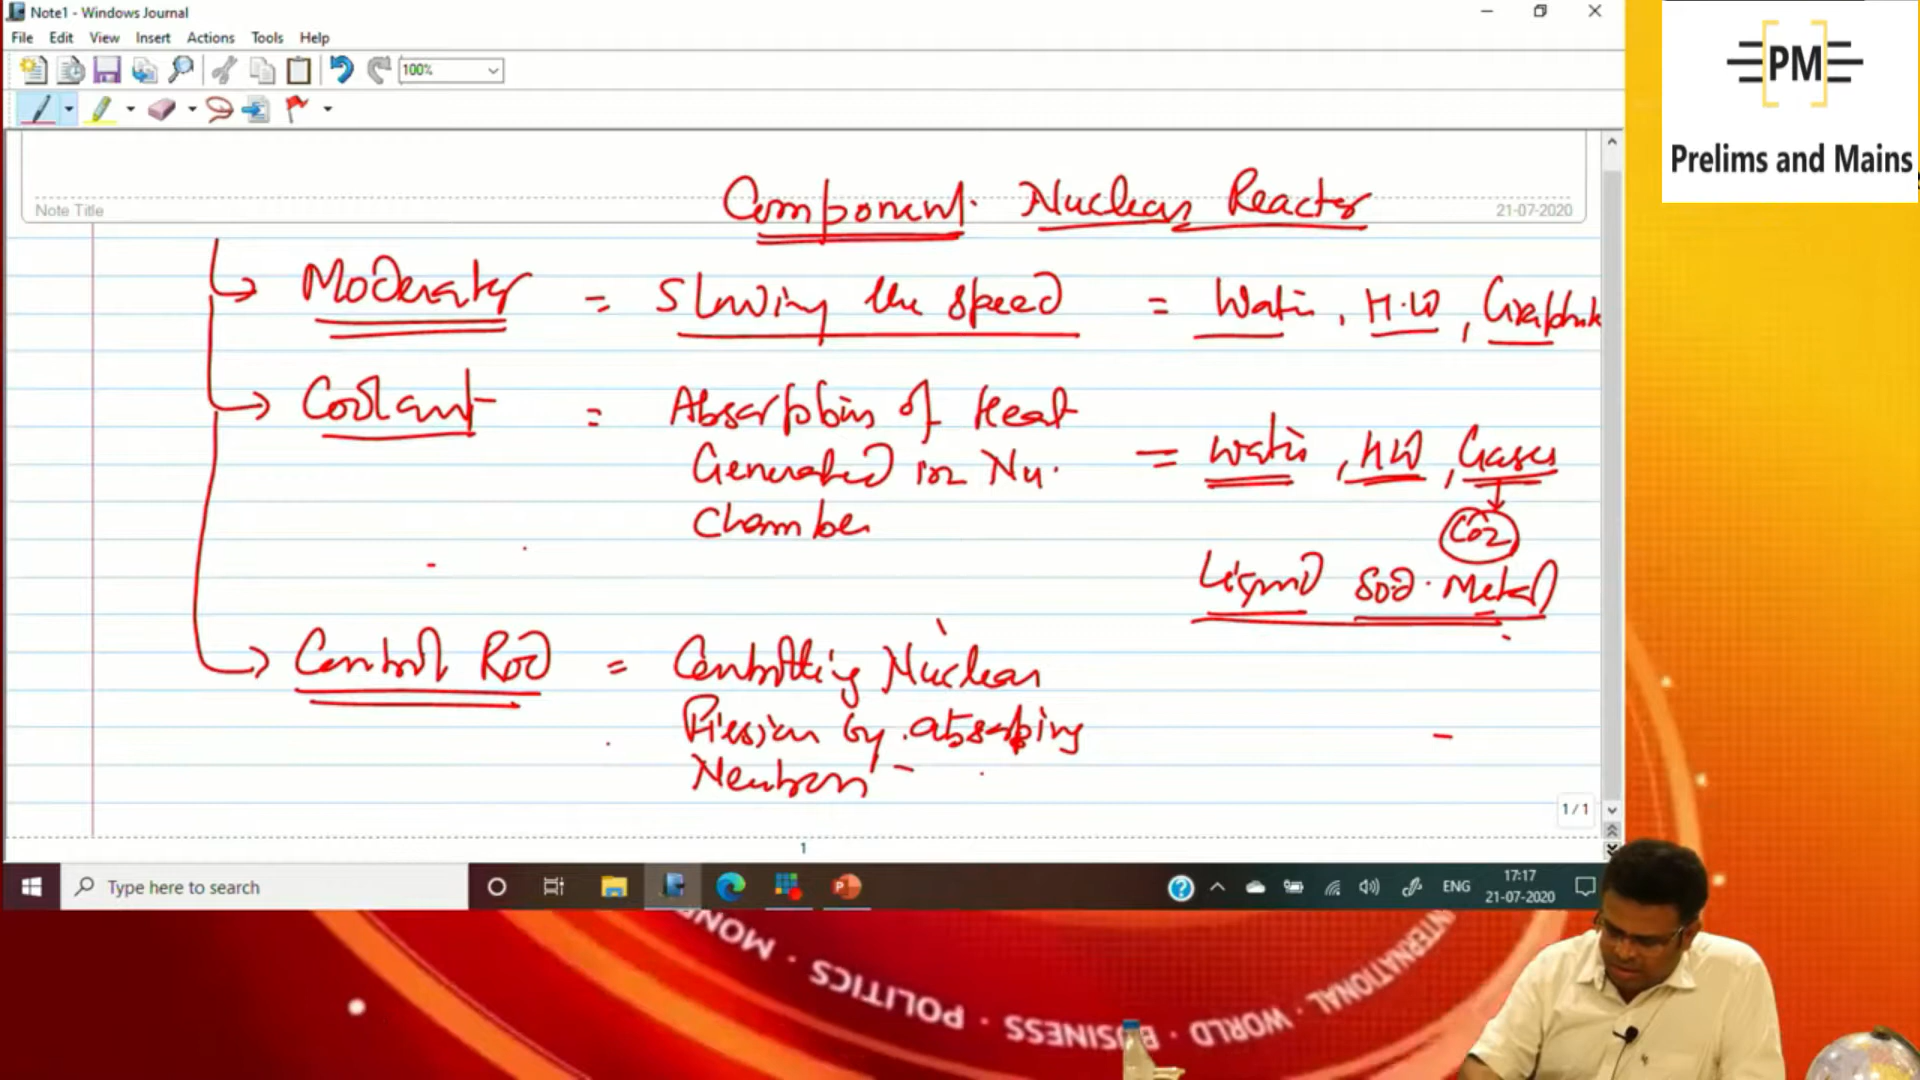 Note1 - Windows Journal
File Edit View Insert Actions Tools Help
100%
PM
Prelims and Mains
Component. Nuclear Reactor
Note Title
21-07-2020
Moderator = Slowing the speed = Water, H.W, Graphite
Coolant = Absorption of Heat
Generated in Nu. = Water, HW, Gases
Chamber
CO2
Liquid Sod. Metal
Control Rod = Controlling Nuclear
Fission by absorbing
Neutron
1 / 1
1
Type here to search
ENG
17:17
21-07-2020
MONEY · POLITICS · BUSINESS · WORLD · INTERNATIONAL